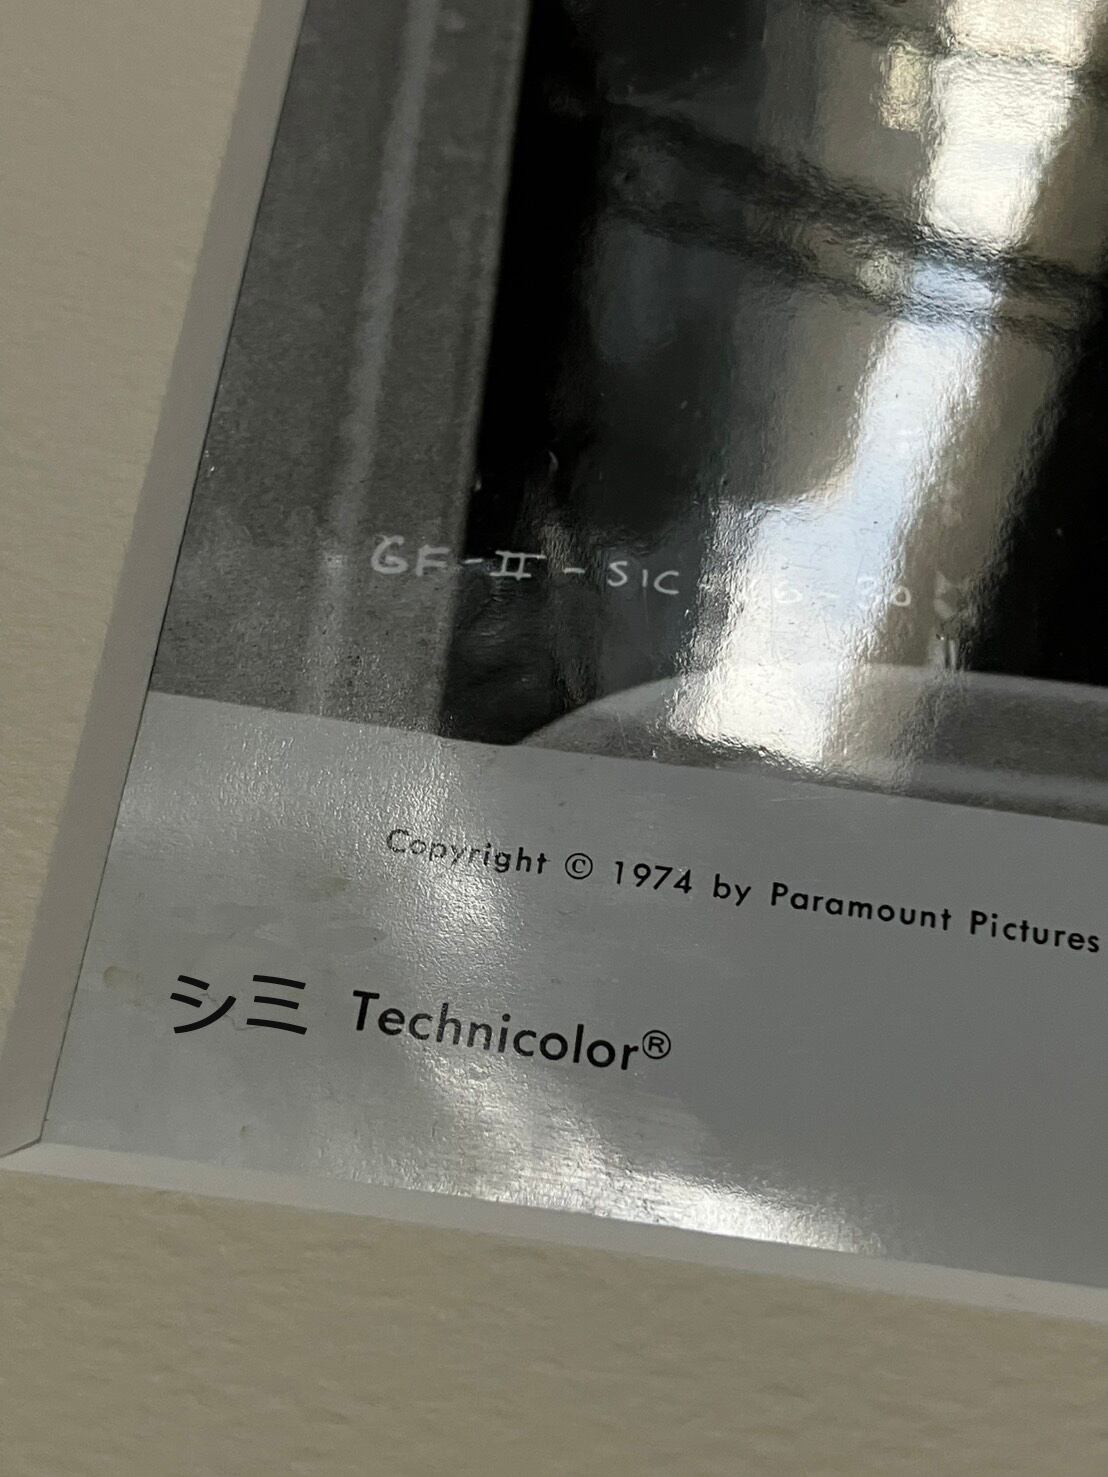 GF-II-SIC-
Copyright © 1974 by Paramount Pictures
シミ Technicolor®